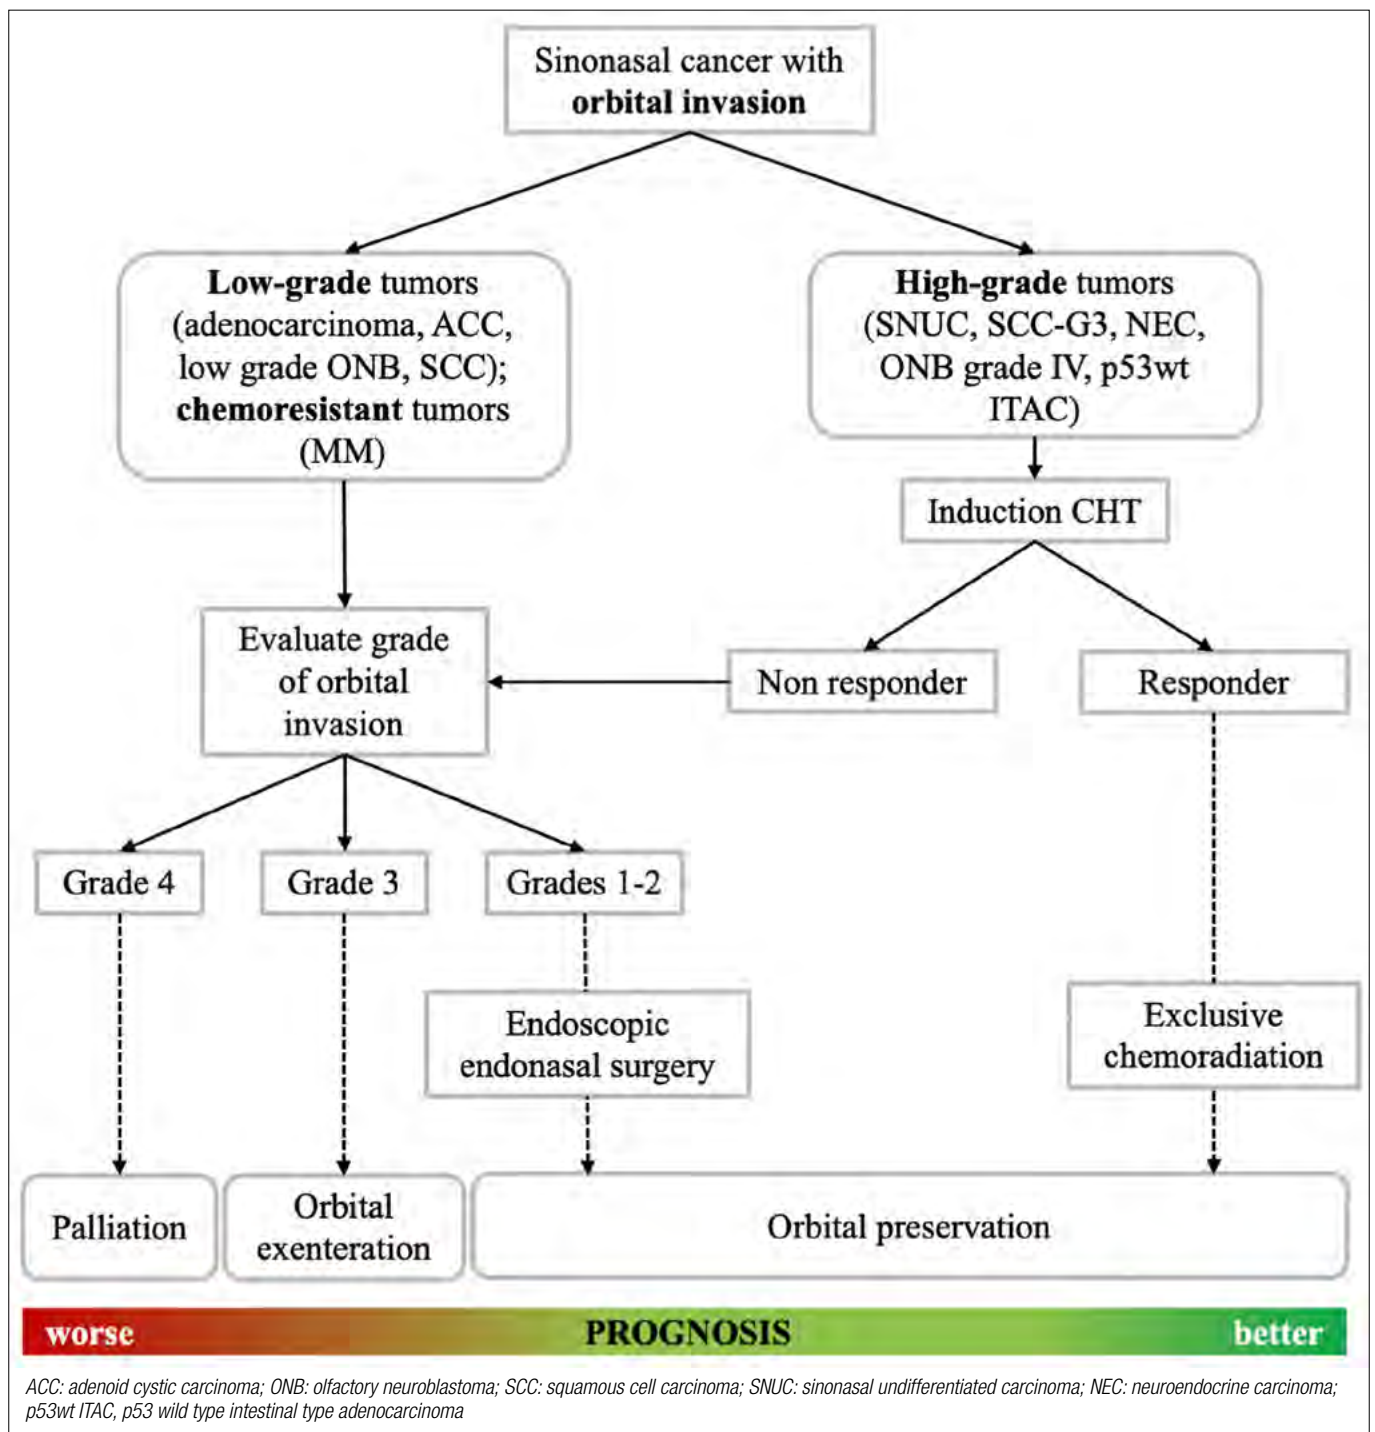 Sinonasal cancer with
orbital invasion
Low-grade tumors
(adenocarcinoma, ACC,
low grade ONB, SCC);
chemoresistant tumors
(MM)
High-grade tumors
(SNUC, SCC-G3, NEC,
ONB grade IV, p53wt
ITAC)
Induction CHT
Evaluate grade
of orbital
invasion
Non responder
Responder
Grade 4
Grade 3
Grades 1-2
Endoscopic
endonasal surgery
Exclusive
chemoradiation
Palliation
Orbital
exenteration
Orbital preservation
worse PROGNOSIS better
ACC: adenoid cystic carcinoma; ONB: olfactory neuroblastoma; SCC: squamous cell carcinoma; SNUC: sinonasal undifferentiated carcinoma; NEC: neuroendocrine carcinoma;
p53wt ITAC, p53 wild type intestinal type adenocarcinoma